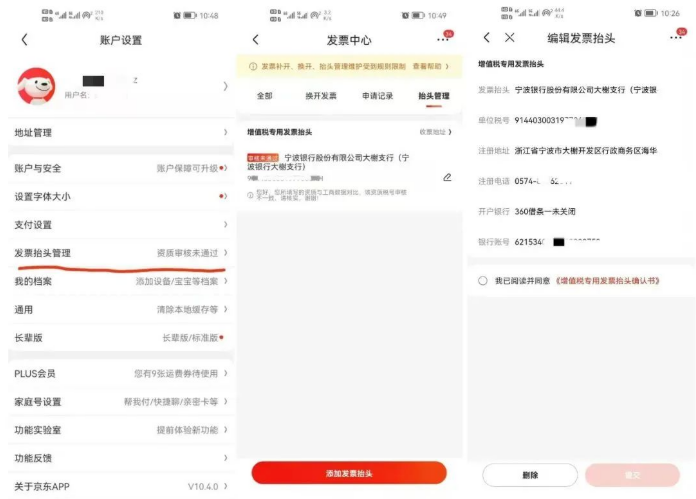 10:48
账户设置
Z
用户名:
地址管理
账户与安全 账户保障可升级
设置字体大小
支付设置
发票抬头管理 资质审核未通过
我的档案 添加设备/宝宝等档案
通用 清除本地缓存等
长辈版 长辈版/标准版
PLUS会员 您有9张运费券待使用
家庭号设置 帮我付/快捷聊/亲密卡等
功能实验室 提前体验新功能
功能反馈
关于京东APP V10.4.0
10:49
发票中心
发票补开、换开、抬头管理维护受到规则限制 查看帮助
全部 换开发票 申请记录 抬头管理
增值税专用发票抬头 收票地址
审核未通过 宁波银行股份有限公司大榭支行(宁
波银行大榭支行)
添加发票抬头
10:26
编辑发票抬头
增值税专用发票抬头
发票抬头 宁波银行股份有限公司大榭支行(宁波银
单位税号 91440300319
注册地址 浙江省宁波市大榭开发区行政商务区海华
注册电话 0574- 62
开户银行 360借条一未关闭
银行账号 621534
我已阅读并同意《增值税专用发票抬头确认书》
删除
提交